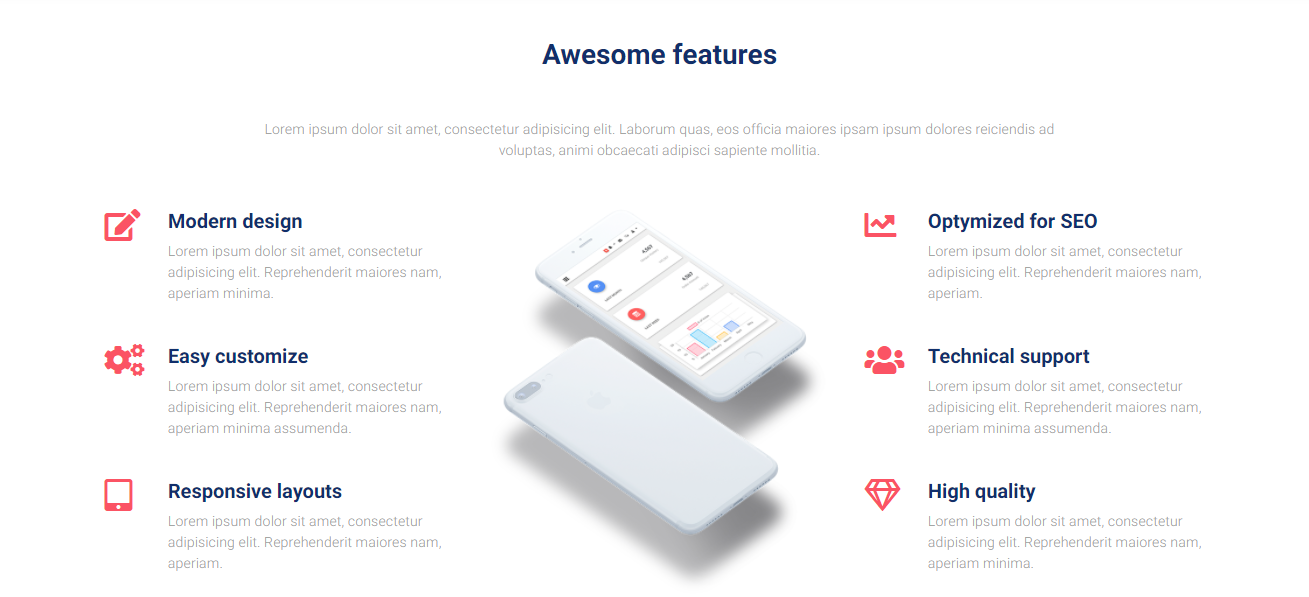 Awesome features
Lorem ipsum dolor sit amet, consectetur adipisicing elit. Laborum quas, eos officia maiores ipsam ipsum dolores reiciendis ad
voluptas, animi obcaecati adipisci sapiente mollitia.
Modern design
Lorem ipsum dolor sit amet, consectetur
adipisicing elit. Reprehenderit maiores nam,
aperiam minima.
Easy customize
Lorem ipsum dolor sit amet, consectetur
adipisicing elit. Reprehenderit maiores nam,
aperiam minima assumenda.
Responsive layouts
Lorem ipsum dolor sit amet, consectetur
adipisicing elit. Reprehenderit maiores nam,
aperiam.
4,567
4,567
Optymized for SEO
Lorem ipsum dolor sit amet, consectetur
adipisicing elit. Reprehenderit maiores nam,
aperiam.
Technical support
Lorem ipsum dolor sit amet, consectetur
adipisicing elit. Reprehenderit maiores nam,
aperiam minima assumenda.
High quality
Lorem ipsum dolor sit amet, consectetur
adipisicing elit. Reprehenderit maiores nam,
aperiam minima.